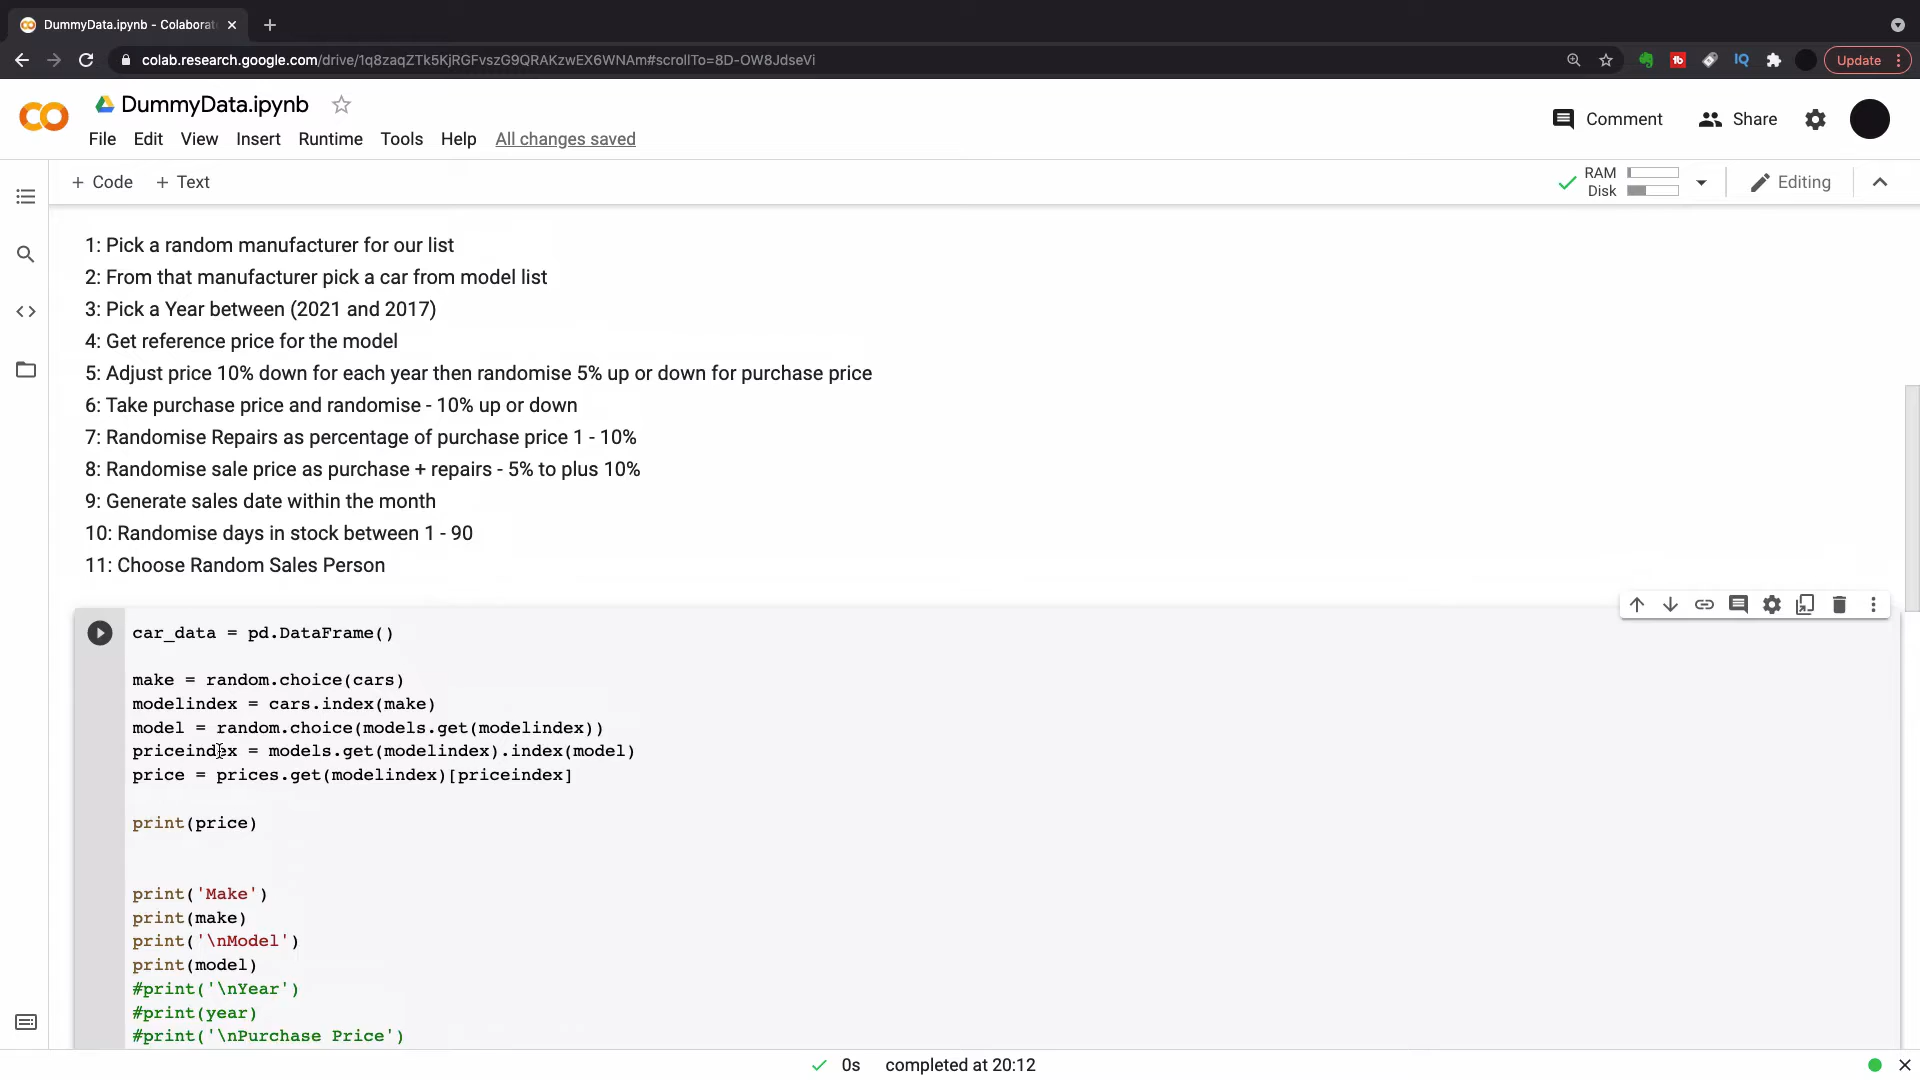 DummyData.ipynb - Colaborat
colab.research.google.com/drive/1q8zaqZTk5KjRGFvszG9QRAKzwEX6WNAm#scrollTo=8D-OW8JdseVi
Update
DummyData.ipynb
Comment
Share
File Edit View Insert Runtime Tools Help All changes saved
+ Code + Text
RAM
Disk
Editing
1: Pick a random manufacturer for our list
2: From that manufacturer pick a car from model list
3: Pick a Year between (2021 and 2017)
4: Get reference price for the model
5: Adjust price 10% down for each year then randomise 5% up or down for purchase price
6: Take purchase price and randomise - 10% up or down
7: Randomise Repairs as percentage of purchase price 1 - 10%
8: Randomise sale price as purchase + repairs - 5% to plus 10%
9: Generate sales date within the month
10: Randomise days in stock between 1 - 90
11: Choose Random Sales Person
car_data = pd.DataFrame()
make = random.choice(cars)
modelindex = cars.index(make)
model = random.choice(models.get(modelindex))
priceindex = models.get(modelindex).index(model)
price = prices.get(modelindex)[priceindex]
print(price)
print('Make')
print(make)
print('\nModel')
print(model)
#print('\nYear')
#print(year)
#print('\nPurchase Price')
0s completed at 20:12